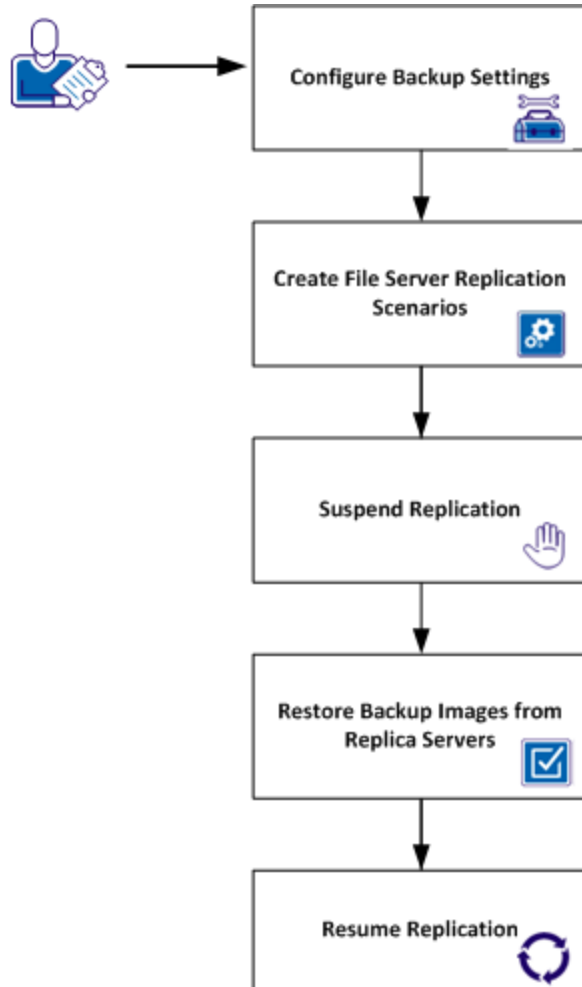 Configure Backup Settings
Create File Server Replication
Scenarios
Suspend Replication
Restore Backup Images from
Replica Servers
Resume Replication